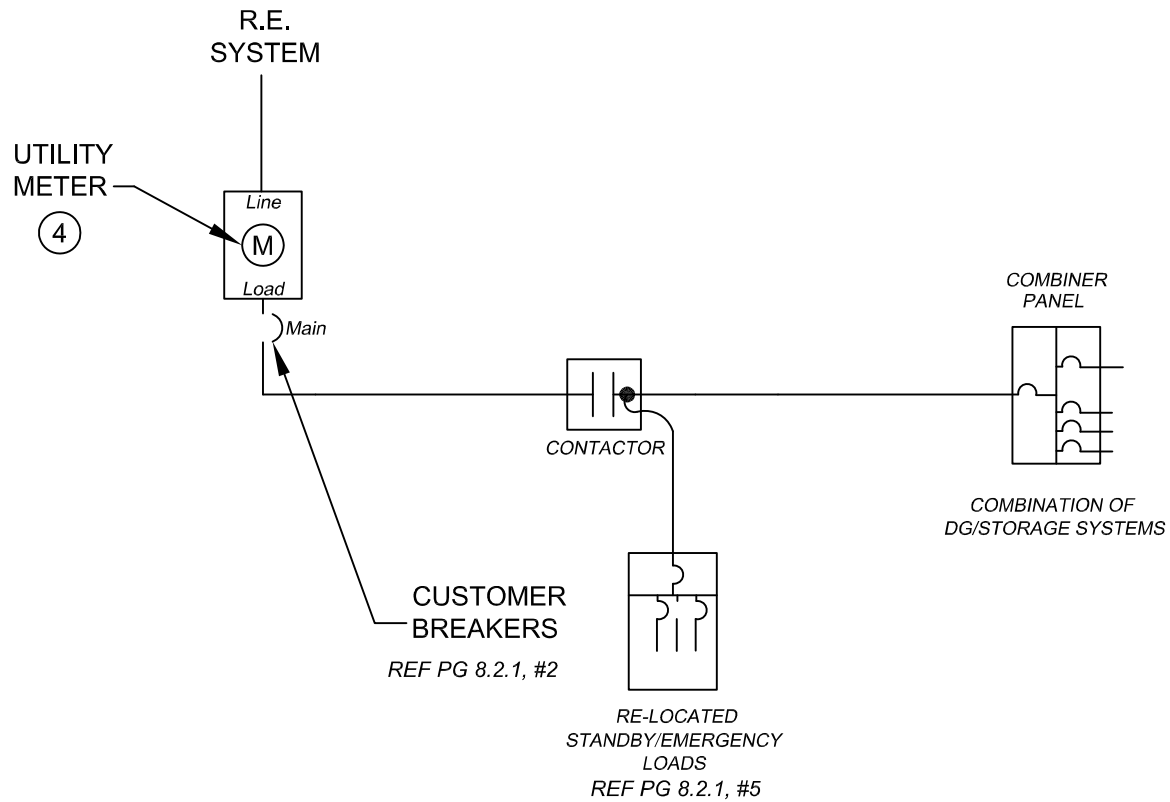 R.E.
SYSTEM
UTILITY
METER
4
Line
M
Load
Main
COMBINER
PANEL
CONTACTOR
COMBINATION OF
DG/STORAGE SYSTEMS
CUSTOMER
BREAKERS
REF PG 8.2.1, #2
RE-LOCATED
STANDBY/EMERGENCY
LOADS
REF PG 8.2.1, #5